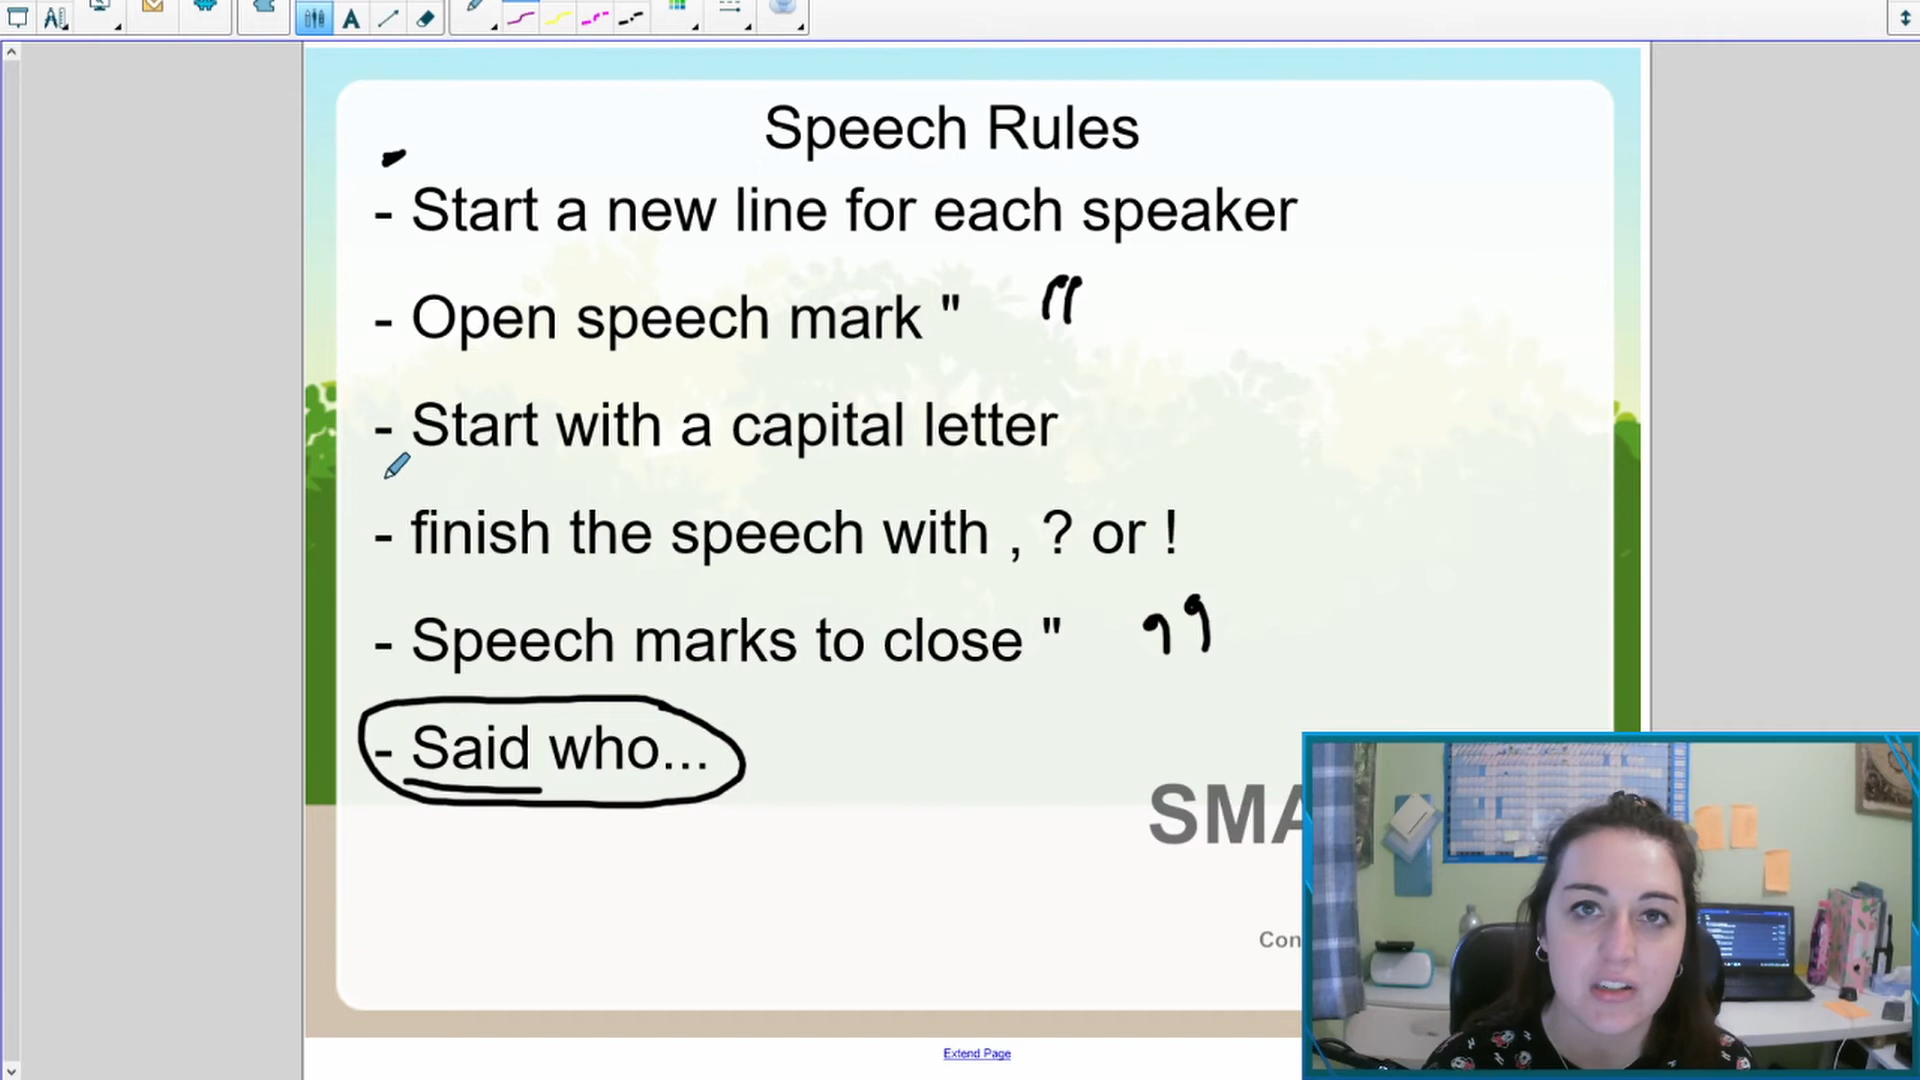 Speech Rules
- Start a new line for each speaker
- Open speech mark " “
- Start with a capital letter
- finish the speech with , ? or !
- Speech marks to close " ”
- Said who...
SMA
Con
Extend Page